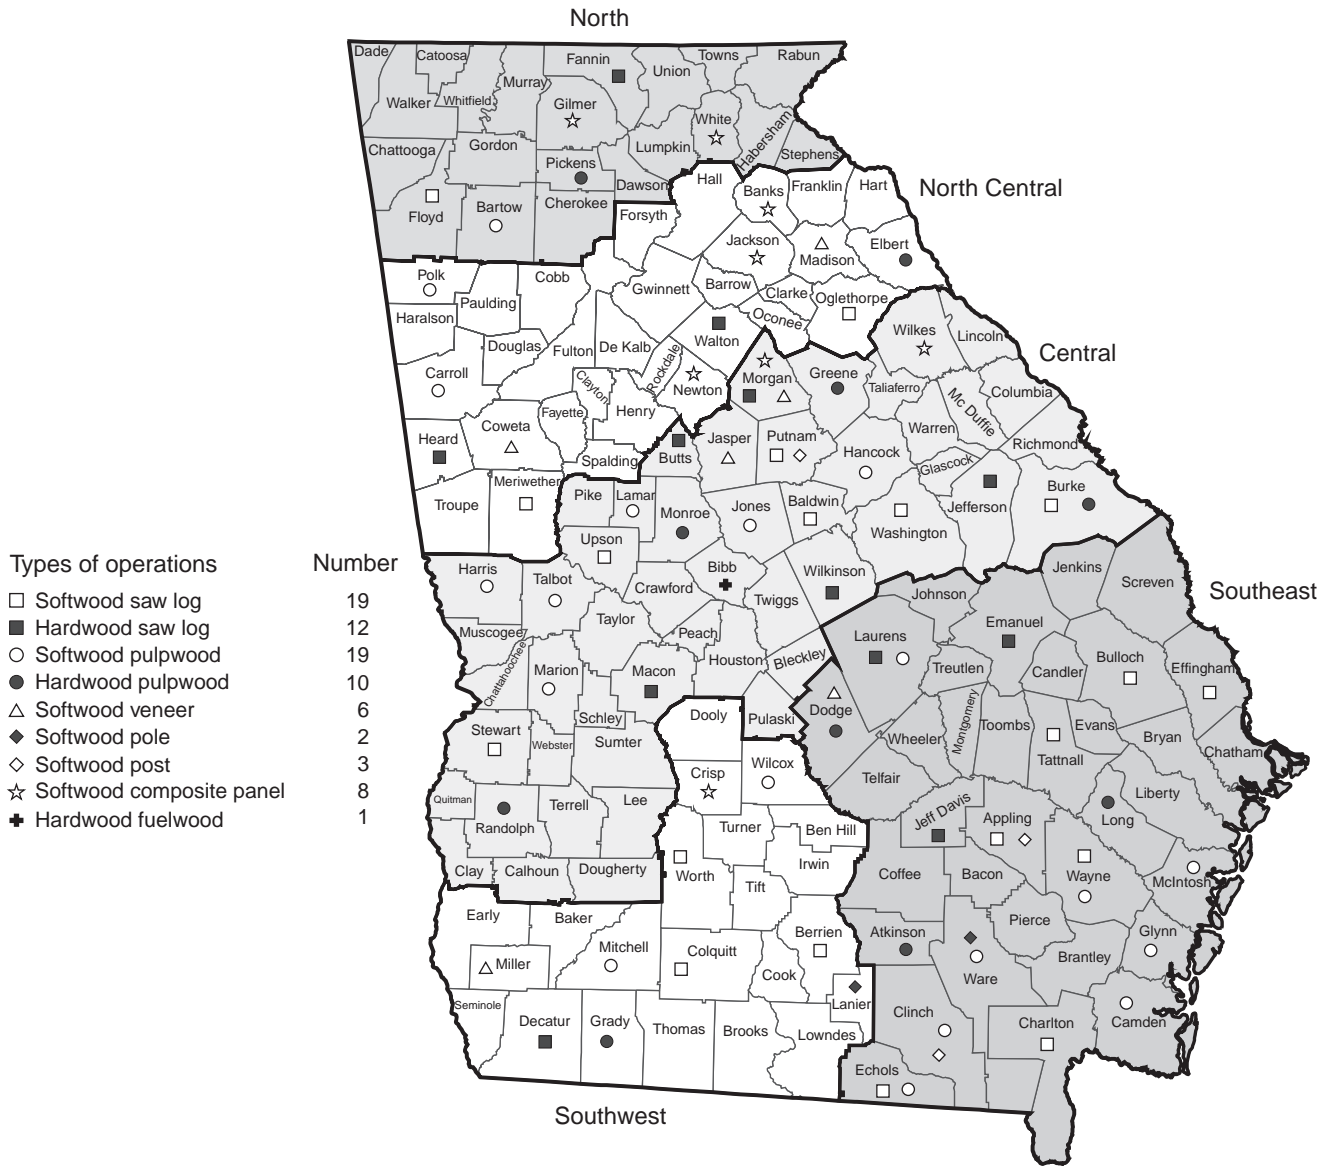 North
Dade
Catoosa
Fannin
Towns
Rabun
Union
Murray
Walker
Whitfield
Gilmer
White
Habersham
Chattooga
Gordon
Lumpkin
Stephens
Pickens
Dawson
Hall
Banks
Franklin
Hart
North Central
Floyd
Bartow
Cherokee
Forsyth
Jackson
Madison
Elbert
Polk
Cobb
Gwinnett
Barrow
Clarke
Oglethorpe
Paulding
Haralson
Oconee
Wilkes
Lincoln
Central
Douglas
Fulton
De Kalb
Rockdale
Walton
Carroll
Clayton
Newton
Morgan
Greene
Taliaferro
Mc Duffie
Columbia
Fayette
Henry
Heard
Coweta
Jasper
Putnam
Warren
Richmond
Spalding
Butts
Hancock
Glascock
Troupe
Meriwether
Pike
Lamar
Monroe
Jones
Baldwin
Washington
Jefferson
Burke
Upson
Types of operations
Number
Softwood saw log 19
Hardwood saw log 12
Softwood pulpwood 19
Hardwood pulpwood 10
Softwood veneer 6
Softwood pole 2
Softwood post 3
Softwood composite panel 8
Hardwood fuelwood 1
Harris
Talbot
Crawford
Bibb
Twiggs
Wilkinson
Johnson
Jenkins
Screven
Southeast
Muscogee
Taylor
Peach
Emanuel
Laurens
Chattahoochee
Marion
Macon
Houston
Bleckley
Treutlen
Candler
Bulloch
Effingham
Stewart
Webster
Schley
Sumter
Dooly
Pulaski
Dodge
Wheeler
Montgomery
Toombs
Tattnall
Evans
Bryan
Chatham
Quitman
Randolph
Terrell
Lee
Crisp
Wilcox
Telfair
Jeff Davis
Appling
Long
Liberty
Turner
Ben Hill
Clay
Calhoun
Dougherty
Worth
Irwin
Tift
Coffee
Bacon
Wayne
McIntosh
Early
Baker
Mitchell
Miller
Colquitt
Cook
Berrien
Atkinson
Pierce
Ware
Brantley
Glynn
Seminole
Decatur
Grady
Thomas
Brooks
Lowndes
Lanier
Clinch
Charlton
Camden
Echols
Southwest